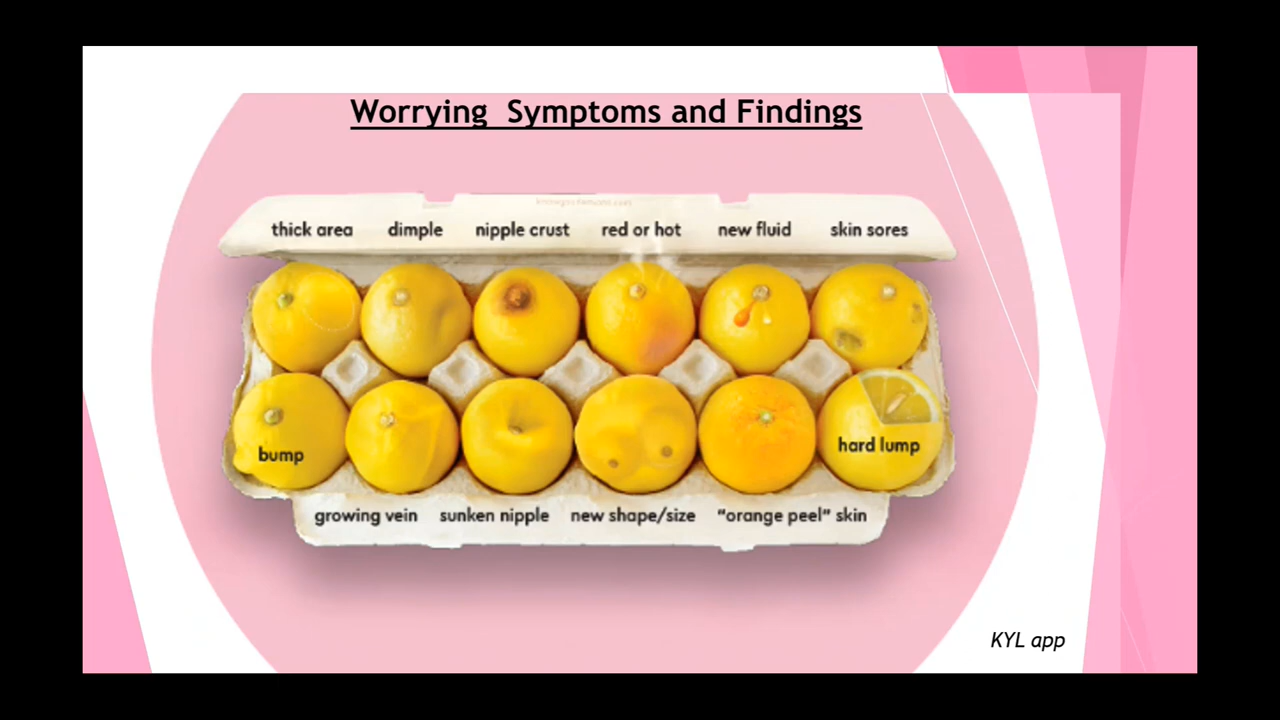 Worrying  Symptoms and Findings
thick area dimple nipple crust red or hot new fluid skin sores
bump
hard lump
growing vein sunken nipple new shape/size “orange peel” skin
KYL app